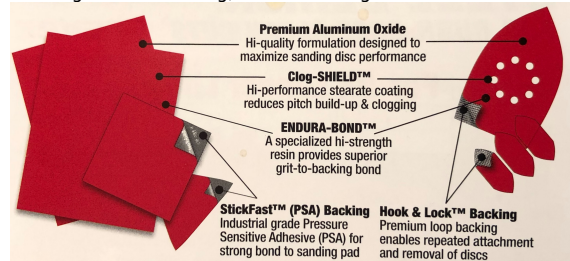 Premium Aluminum Oxide
Hi-quality formulation designed to
maximize sanding disc performance
Clog-SHIELD™
Hi-performance stearate coating
reduces pitch build-up & clogging
ENDURA-BOND™
A specialized hi-strength
resin provides superior
grit-to-backing bond
StickFast™ (PSA) Backing
Industrial grade Pressure
Sensitive Adhesive (PSA) for
strong bond to sanding pad
Hook & Lock™ Backing
Premium loop backing
enables repeated attachment
and removal of discs